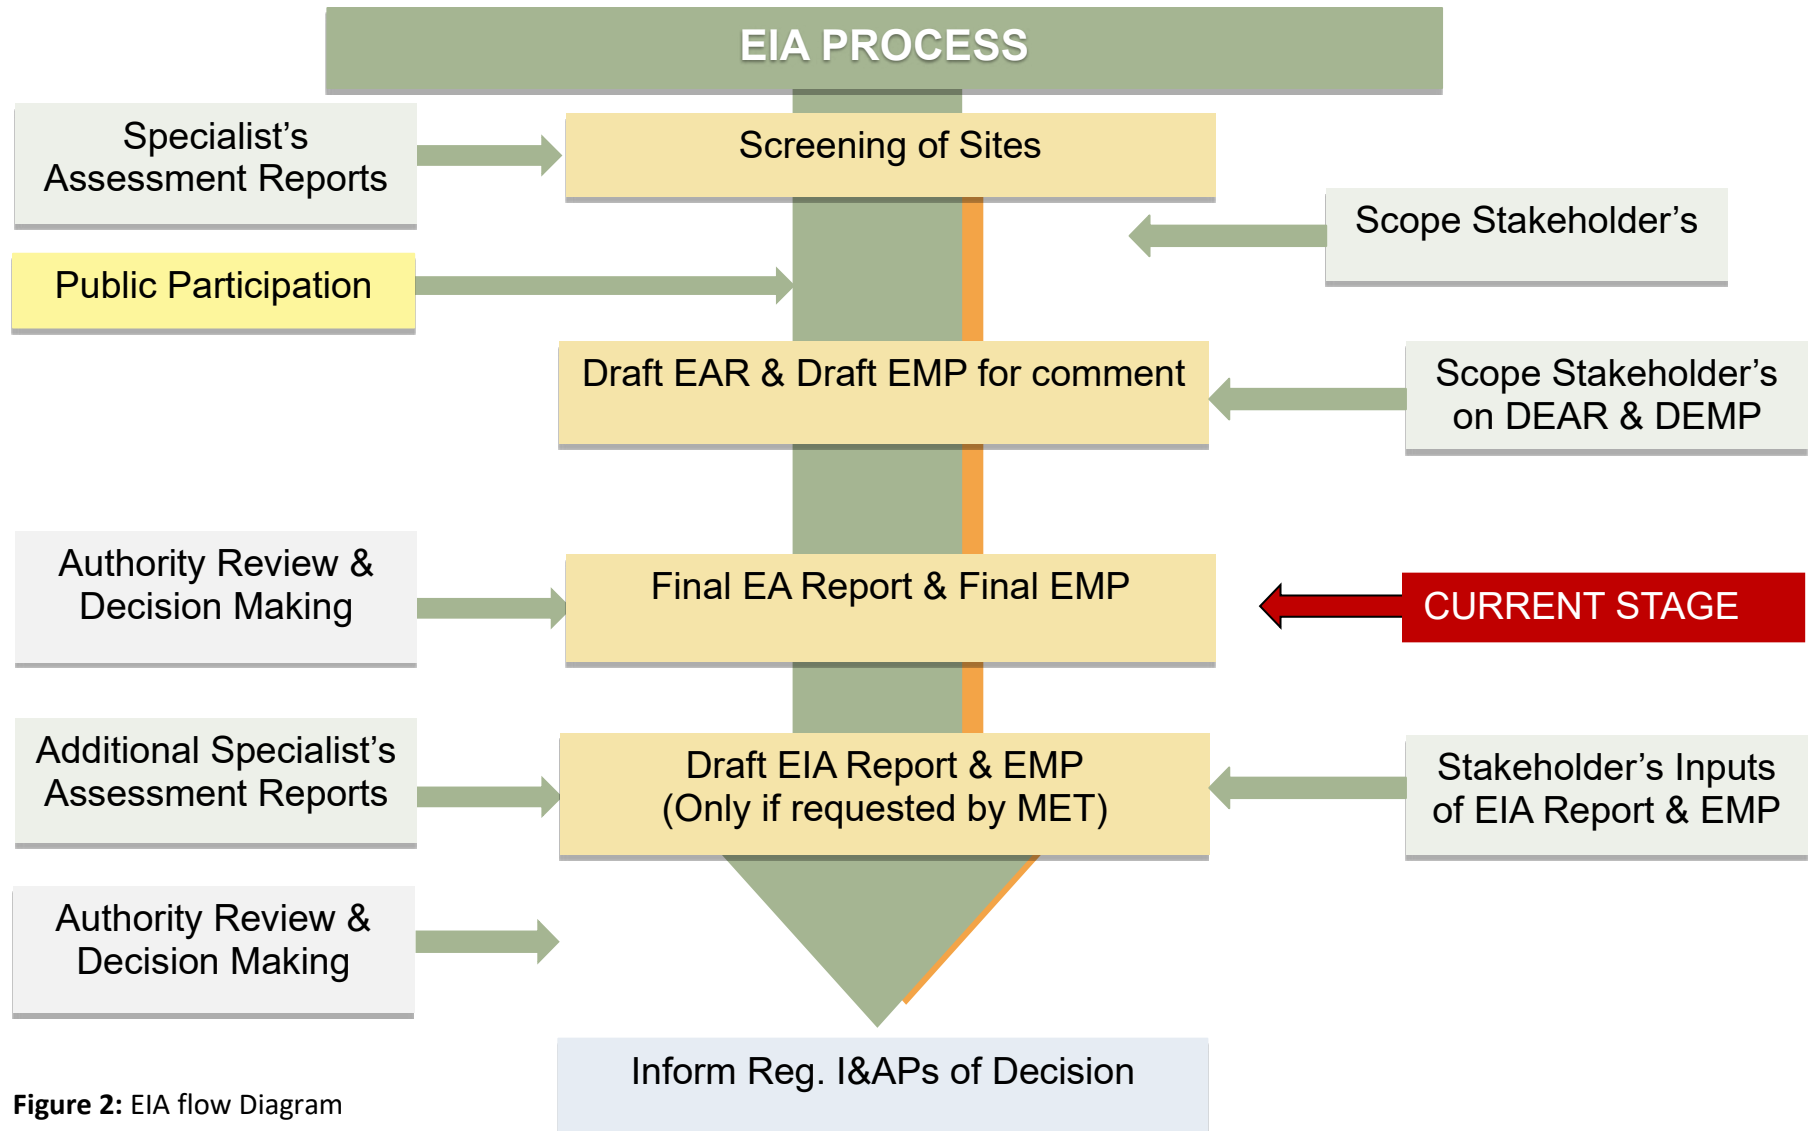 EIA PROCESS
Specialist’s
Assessment Reports
Screening of Sites
Scope Stakeholder’s
Public Participation
Draft EAR & Draft EMP for comment
Scope Stakeholder’s
on DEAR & DEMP
Authority Review &
Decision Making
Final EA Report & Final EMP
CURRENT STAGE
Additional Specialist’s
Assessment Reports
Draft EIA Report & EMP
(Only if requested by MET)
Stakeholder’s Inputs
of EIA Report & EMP
Authority Review &
Decision Making
Inform Reg. I&APs of Decision
Figure 2: EIA flow Diagram